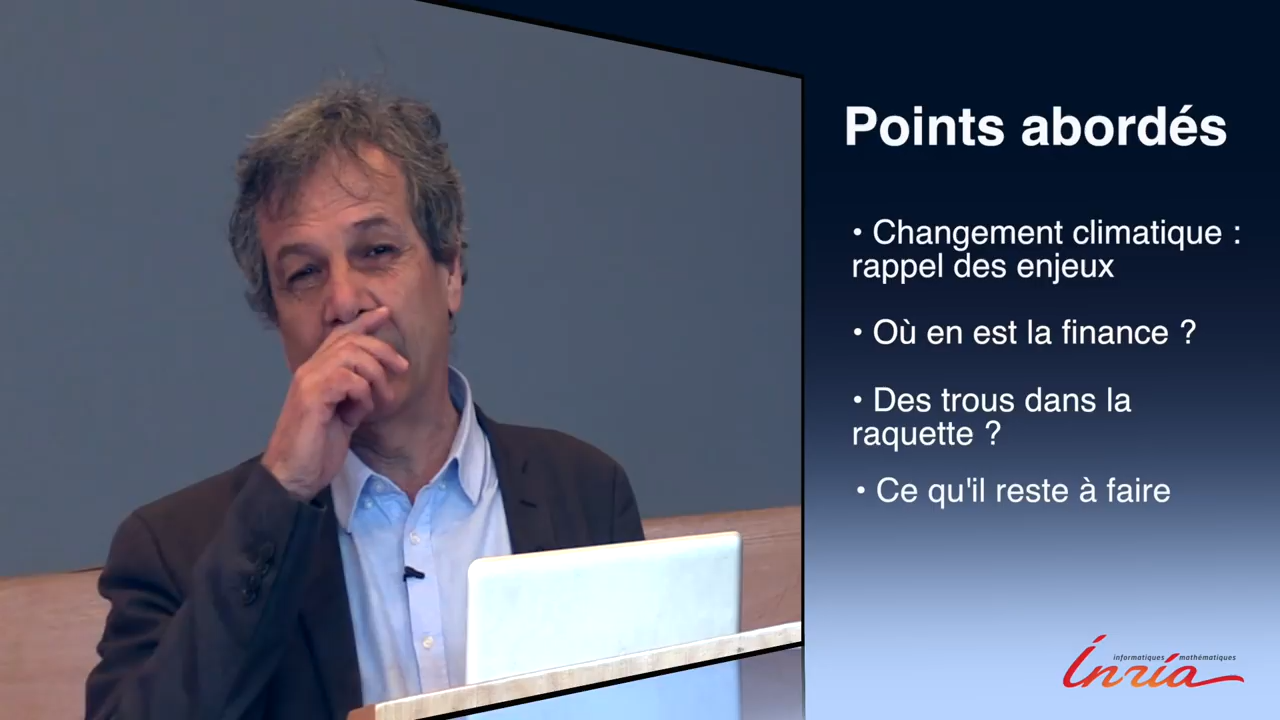 Points abordés
• Changement climatique :
rappel des enjeux
• Où en est la finance ?
• Des trous dans la
raquette ?
• Ce qu'il reste à faire
informatiques mathématiques
Inria